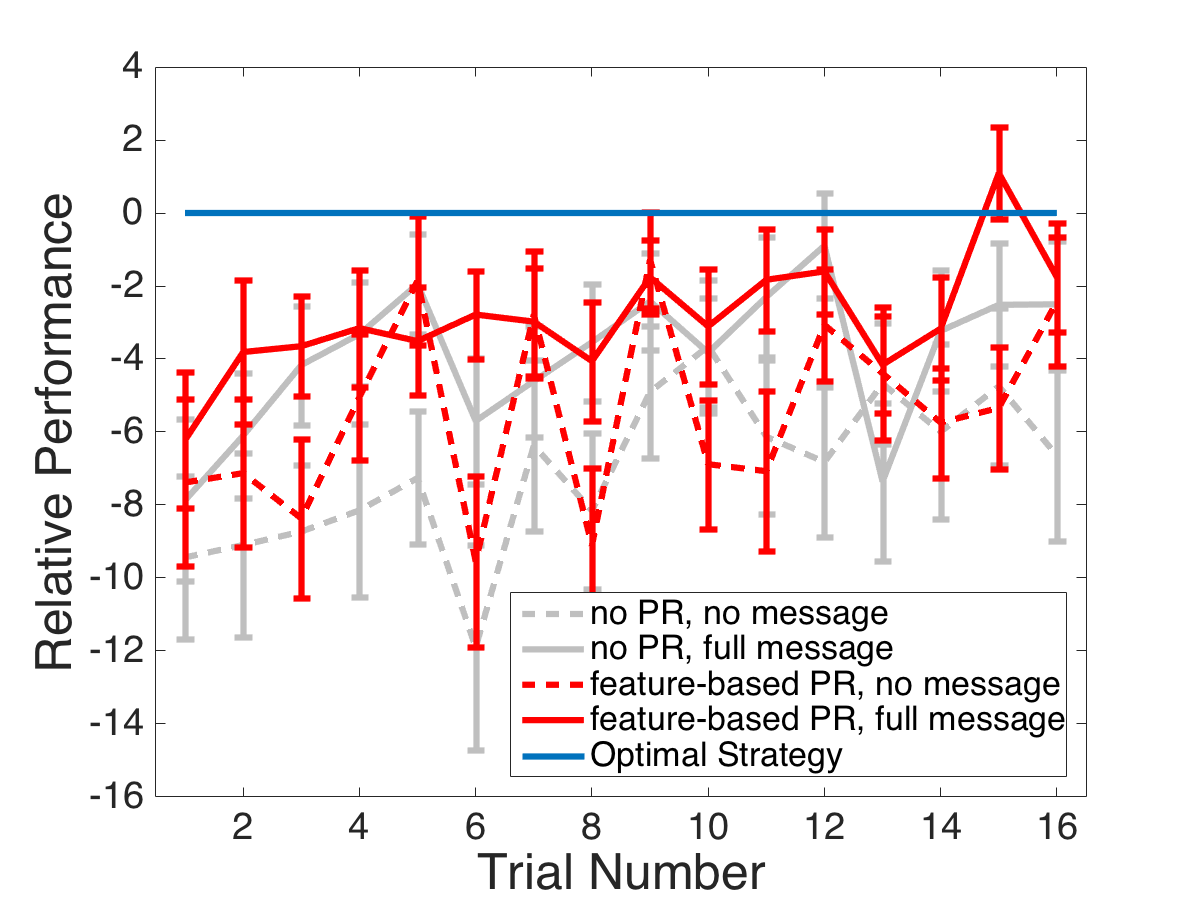 4
2
0
-2
-4
-6
-8
-10
-12
-14
-16
Relative Performance
no PR, no message
no PR, full message
feature-based PR, no message
feature-based PR, full message
Optimal Strategy
2 4 6 8 10 12 14 16
Trial Number